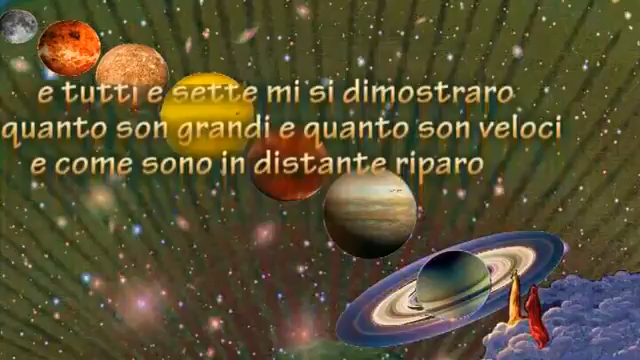 e tutti e sette mi si dimostraro
quanto son grandi e quanto son veloci
e come sono in distante riparo